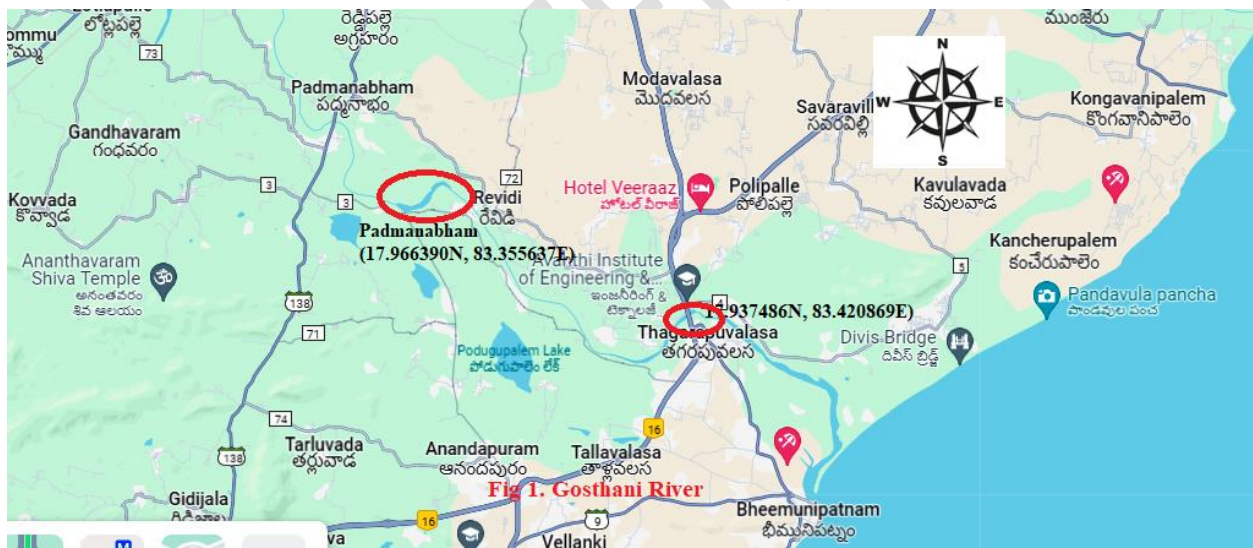 లోట్లపల్లె
ommu
73
రెడ్డిపల్లె
అగ్రహారం
ముంజేరు
Padmanabham
పద్మనాభం
Modavalasa
మొదవలస
Savaravill
సవరవిల్లి
N
W
E
S
Kongavanipalem
కొంగవానిపాలెం
Gandhavaram
గంధవరం
3
3
72
Kovvada
కొవ్వాడ
Revidi
రేవిడి
Hotel Veeraaz
హోటల్ వీరాజ్
Polipalle
పోలిపల్లె
Kavulavada
కవులవాడ
Padmanabham
(17.966390N, 83.355637E)
Kancherupalem
కంచేరుపాలెం
Ananthavaram
Shiva Temple
అనంతవరం
శివ ఆలయం
Avanthi Institute
of Engineering &...
ఇంజనీరింగ్ &
టెక్నాలజీ
5
138
4
17.937486N, 83.420869E)
Pandavula pancha
పాండవుల పంచ
71
Thagarapuvalasa
తగరపువలస
Divis Bridge
దివీస్ బ్రిడ్జ్
Podugupalem Lake
పోడుగుపాలెం లేక్
74
16
Tarluvada
తర్లువాడ
138
Anandapuram
ఆనందపురం
Tallavalasa
తాళ్లవలస
Fig 1. Gosthani River
Gidijala
Bheemunipatnam
భీమునిపట్నం
16
9
va
Vellanki
M